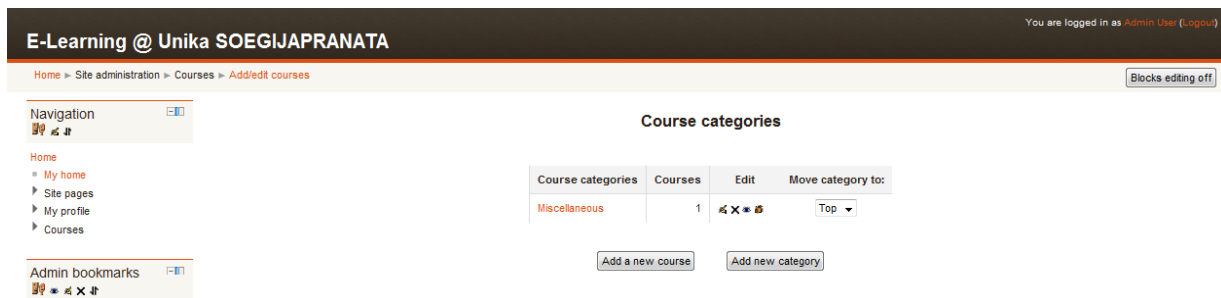 You are logged in as Admin User (Logout)
E-Learning @ Unika SOEGIJAPRANATA
Home ► Site administration ► Courses ► Add/edit courses
Blocks editing off
Navigation
Home
My home
Site pages
My profile
Courses
Admin bookmarks
Course categories
Course categories Courses Edit Move category to:
Miscellaneous 1 Top
Add a new course Add new category